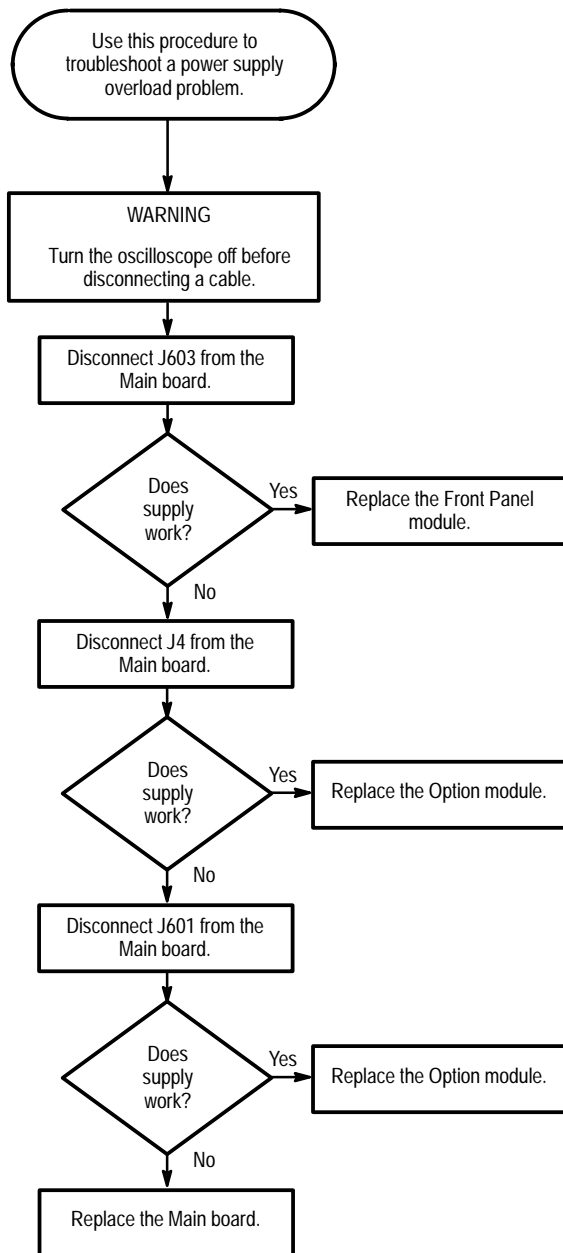 Use this procedure to
troubleshoot a power supply
overload problem.
WARNING
Turn the oscilloscope off before
disconnecting a cable.
Disconnect J603 from the
Main board.
Does
supply
work?
Yes
Replace the Front Panel
module.
No
Disconnect J4 from the
Main board.
Does
supply
work?
Yes
Replace the Option module.
No
Disconnect J601 from the
Main board.
Does
supply
work?
Yes
Replace the Option module.
No
Replace the Main board.